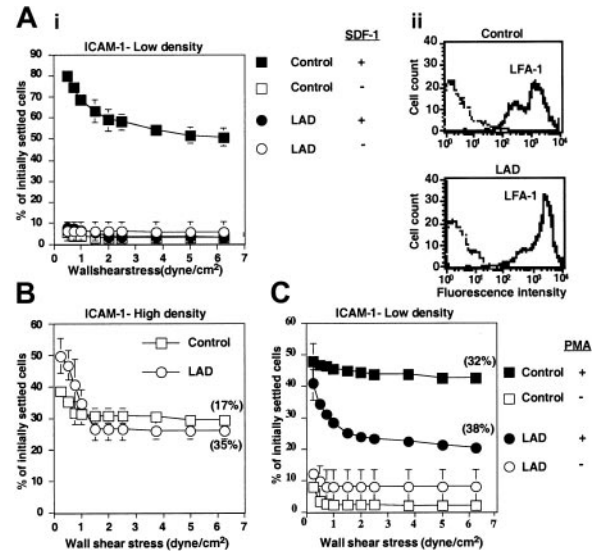 A i
ICAM-1- Low density
% of initially settled cells
90
80
70
60
50
40
30
20
10
0
0 1 2 3 4 5 6 7
Wallshearstress(dyne/cm²)
SDF-1
Control +
Control -
LAD +
LAD -
ii
Control
LFA-1
Cell count
40
30
20
10
0
10⁰ 10¹ 10² 10³ 10⁴
LAD
LFA-1
Cell count
40
30
20
10
0
10⁰ 10¹ 10² 10³ 10⁴
Fluorescence intensity
B
ICAM-1- High density
% of initially settled cells
60
50
40
30
20
10
0
Control
LAD
(17%)
(35%)
0 1 2 3 4 5 6 7
Wall shear stress (dyne/cm²)
C
ICAM-1- Low density
% of initially settled cells
60
50
40
30
20
10
0
(32%)
(38%)
0 1 2 3 4 5 6 7
Wall shear stress (dyne/cm²)
PMA
Control +
Control -
LAD +
LAD -